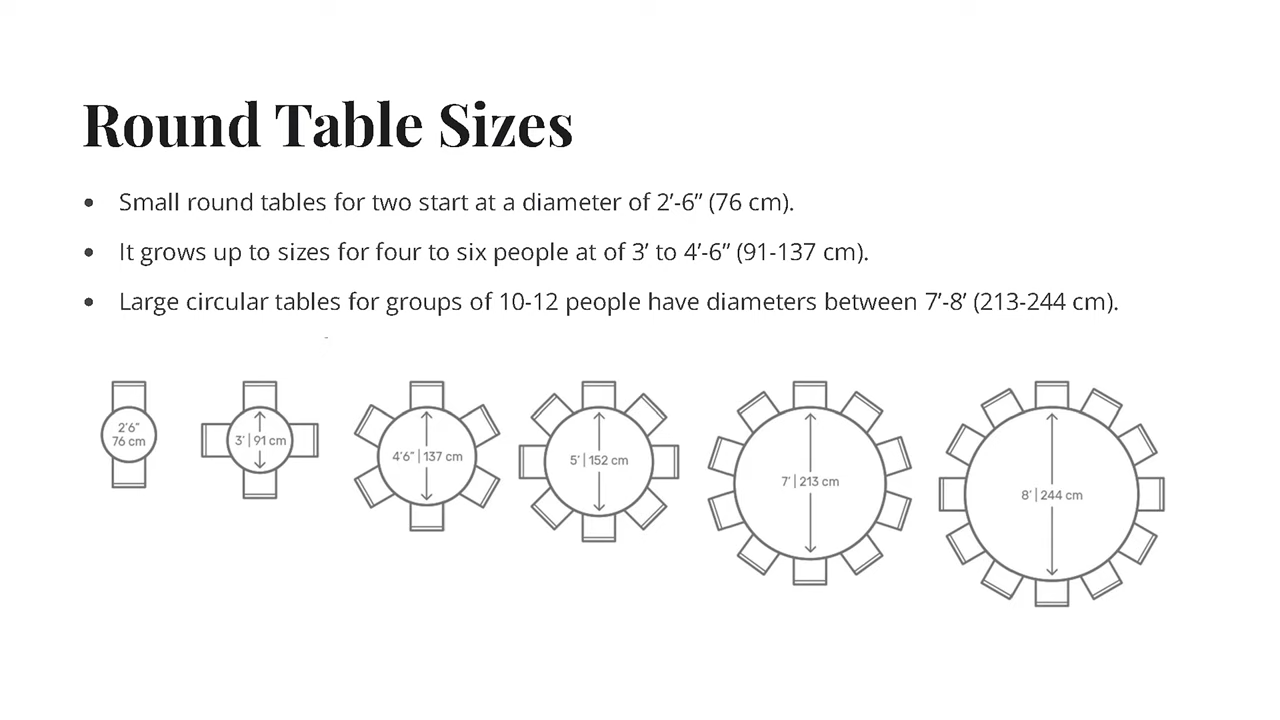 Round Table Sizes
• Small round tables for two start at a diameter of 2’-6” (76 cm).
• It grows up to sizes for four to six people at of 3’ to 4’-6” (91-137 cm).
• Large circular tables for groups of 10-12 people have diameters between 7’-8’ (213-244 cm).
2'6"
76 cm
3' | 91 cm
4'6" | 137 cm
5' | 152 cm
7' | 213 cm
8' | 244 cm